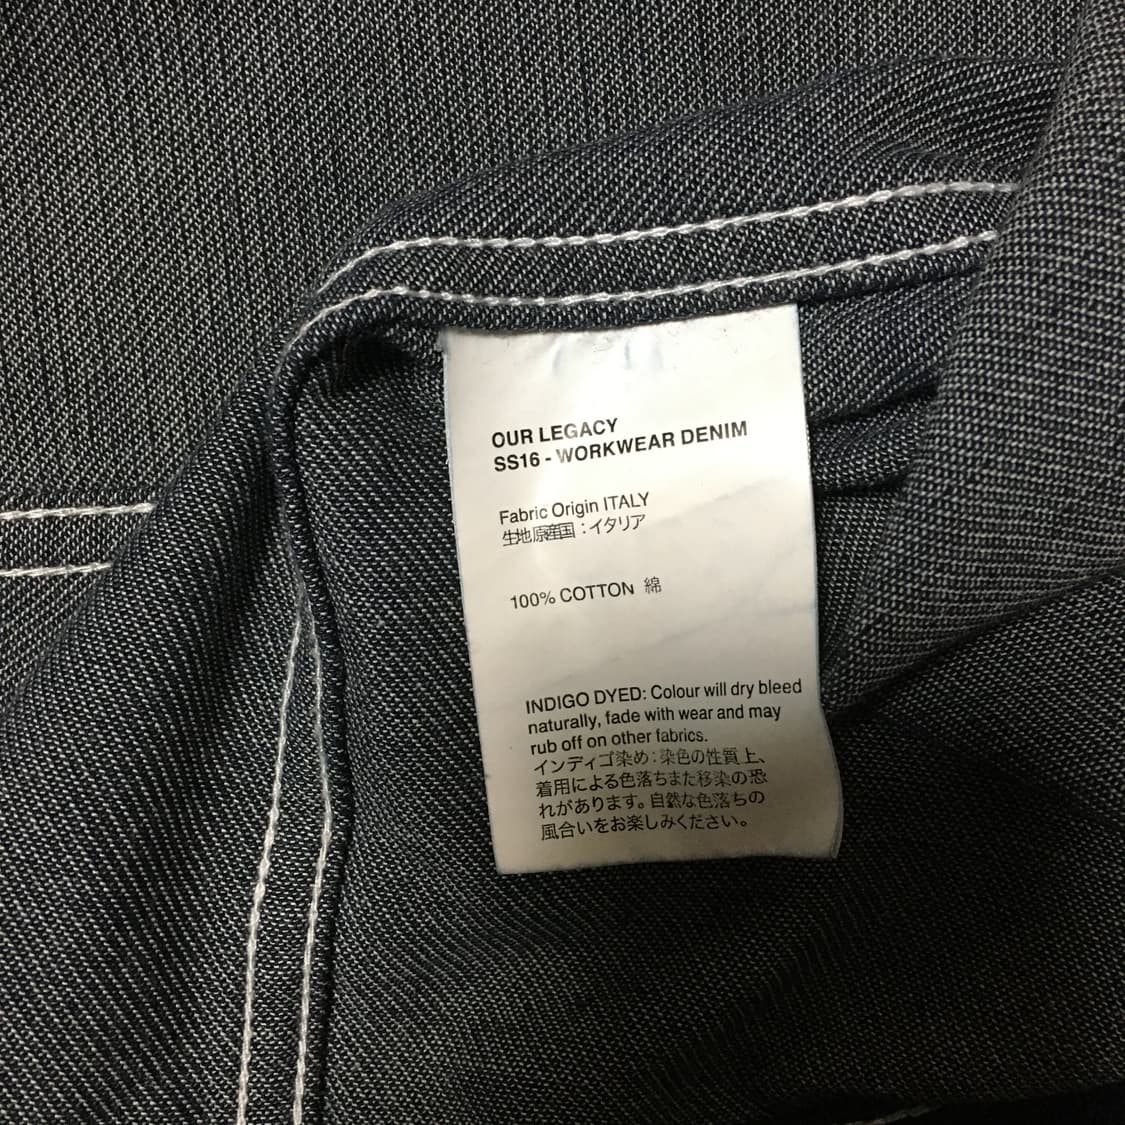 OUR LEGACY
SS16 - WORKWEAR DENIM
Fabric Origin ITALY
生地原産国：イタリア
100% COTTON 綿
INDIGO DYED: Colour will dry bleed
naturally, fade with wear and may
rub off on other fabrics.
インディゴ染め：染色の性質上、
着用による色落ちまた移染の恐
れがあります。自然な色落ちの
風合いをお楽しみください。